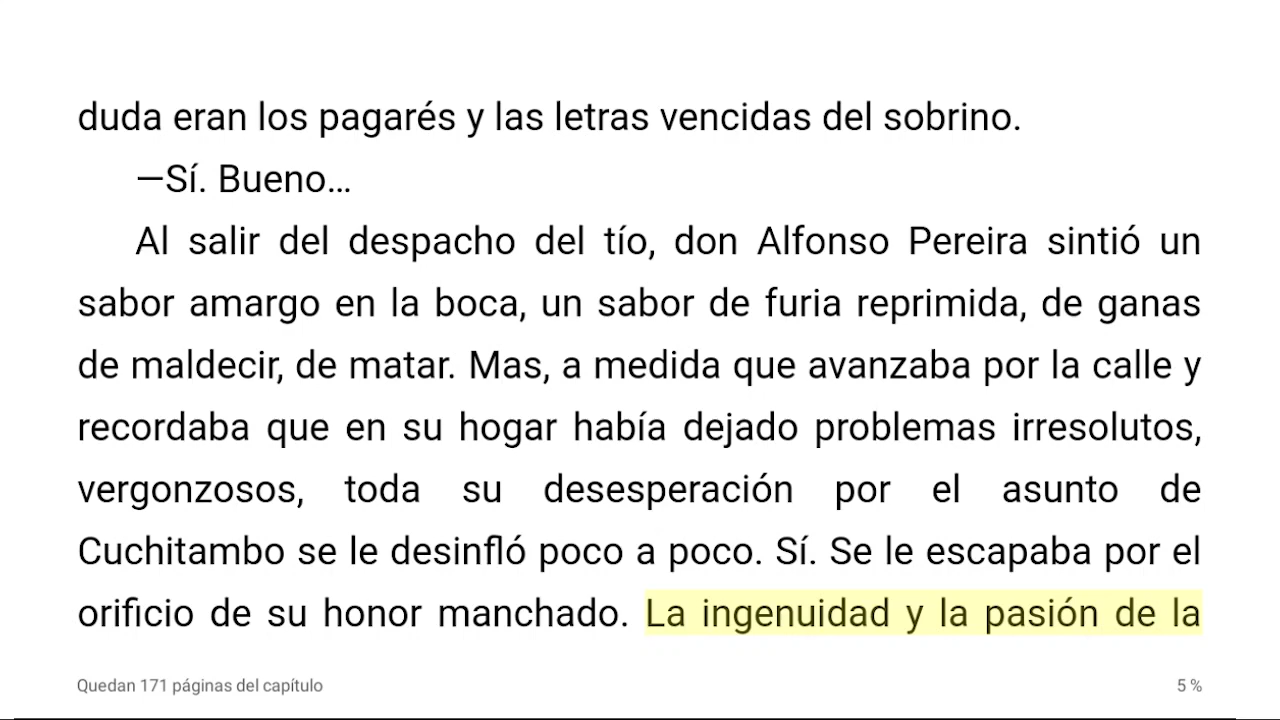 duda eran los pagarés y las letras vencidas del sobrino.
—Sí. Bueno…
Al salir del despacho del tío, don Alfonso Pereira sintió un
sabor amargo en la boca, un sabor de furia reprimida, de ganas
de maldecir, de matar. Mas, a medida que avanzaba por la calle y
recordaba que en su hogar había dejado problemas irresolutos,
vergonzosos, toda su desesperación por el asunto de
Cuchitambo se le desinfló poco a poco. Sí. Se le escapaba por el
orificio de su honor manchado. La ingenuidad y la pasión de la
Quedan 171 páginas del capítulo
5 %